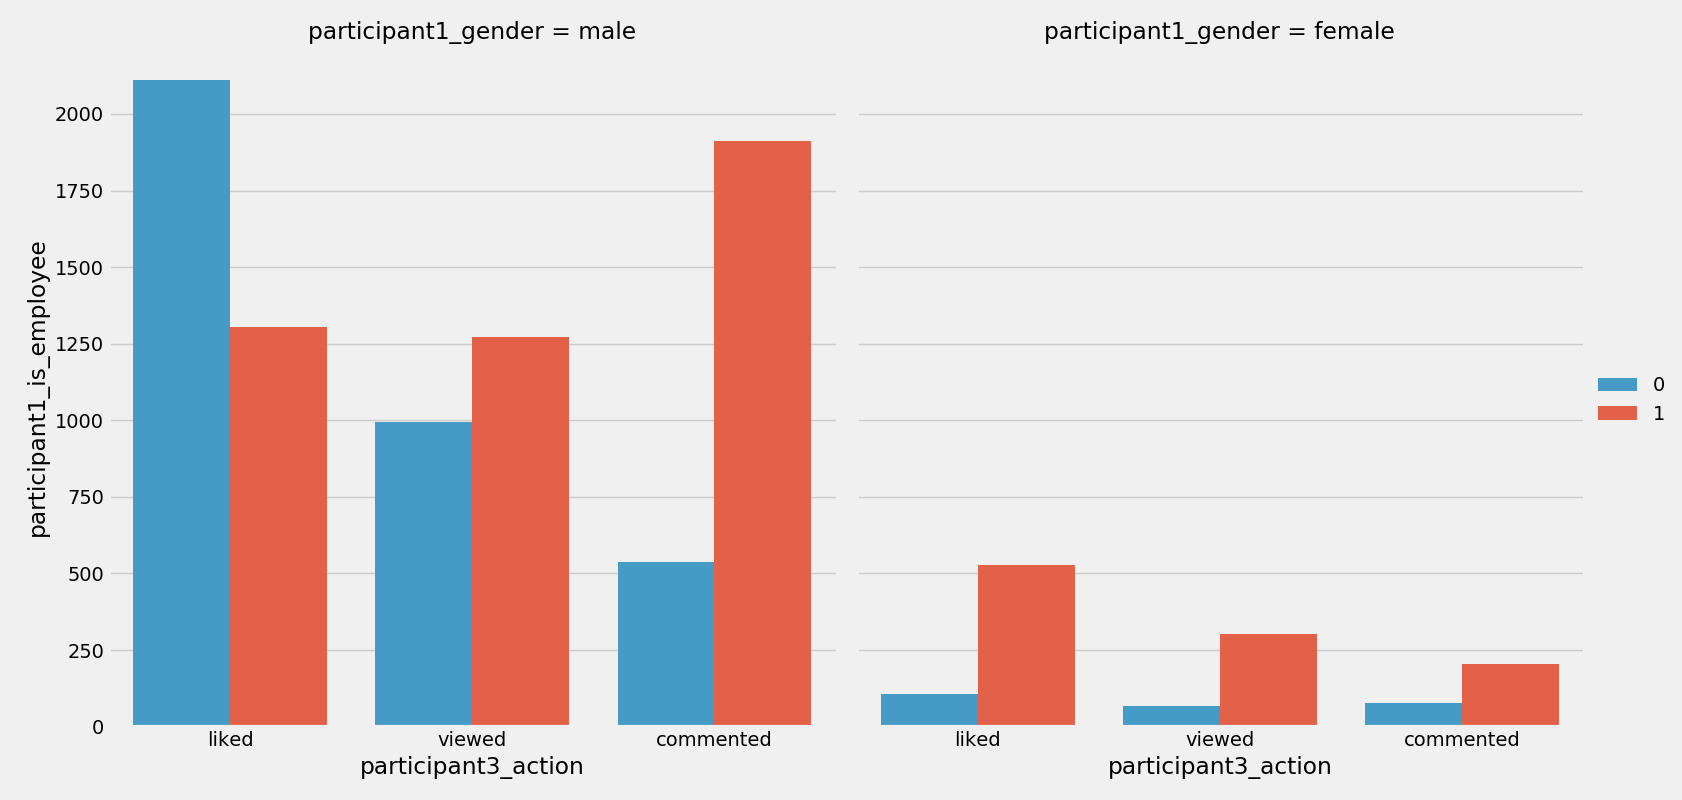 participant1_gender = male
participant1_gender = female
participant1_is_employee
2000
1750
1500
1250
1000
750
500
250
0
liked viewed commented
participant3_action
liked viewed commented
participant3_action
0
1